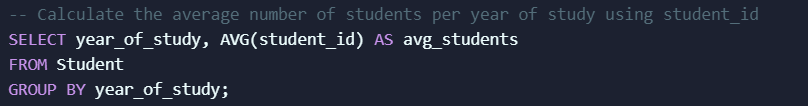 -- Calculate the average number of students per year of study using student_id
SELECT year_of_study, AVG(student_id) AS avg_students
FROM Student
GROUP BY year_of_study;